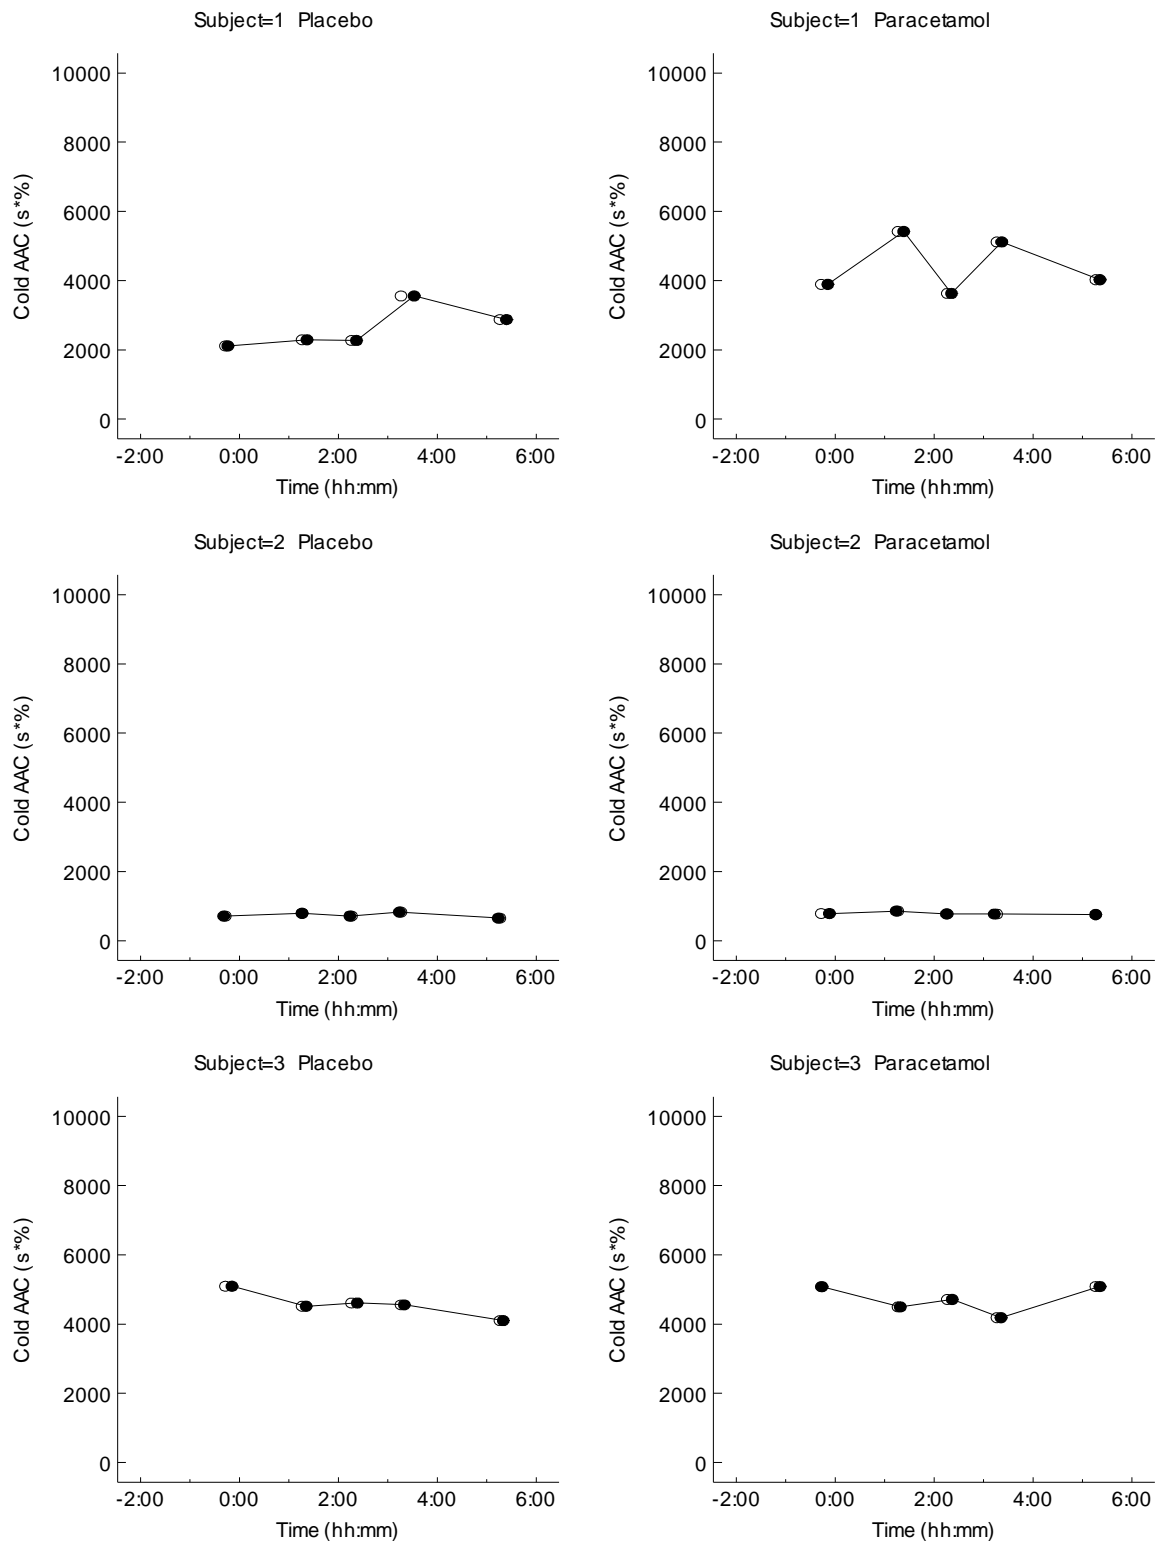 Subject=1 Placebo
10000
8000
6000
4000
2000
0
Cold AAC (s*%)
-2:00 0:00 2:00 4:00 6:00
Time (hh:mm)
Subject=1 Paracetamol
10000
8000
6000
4000
2000
0
Cold AAC (s*%)
-2:00 0:00 2:00 4:00 6:00
Time (hh:mm)
Subject=2 Placebo
10000
8000
6000
4000
2000
0
Cold AAC (s*%)
-2:00 0:00 2:00 4:00 6:00
Time (hh:mm)
Subject=2 Paracetamol
10000
8000
6000
4000
2000
0
Cold AAC (s*%)
-2:00 0:00 2:00 4:00 6:00
Time (hh:mm)
Subject=3 Placebo
10000
8000
6000
4000
2000
0
Cold AAC (s*%)
-2:00 0:00 2:00 4:00 6:00
Time (hh:mm)
Subject=3 Paracetamol
10000
8000
6000
4000
2000
0
Cold AAC (s*%)
-2:00 0:00 2:00 4:00 6:00
Time (hh:mm)